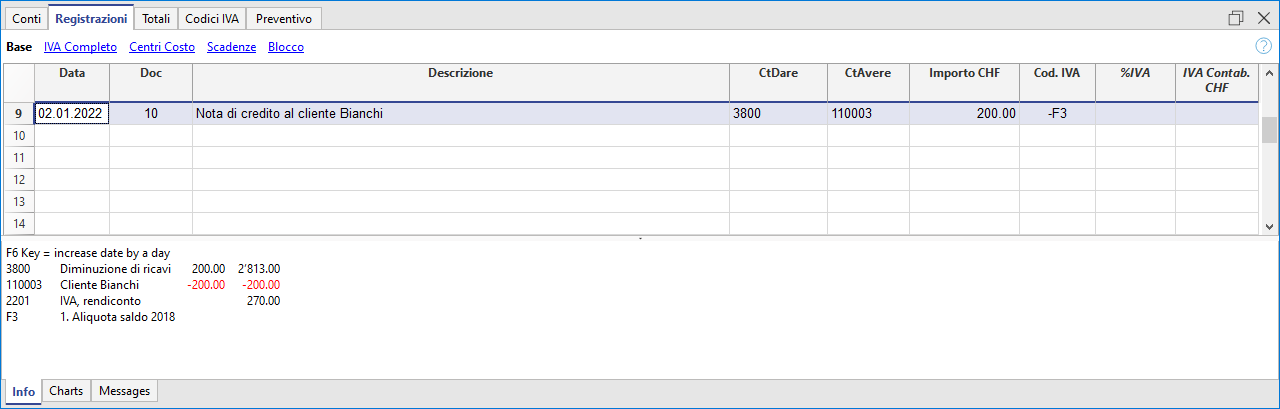 Conti Registrazioni Totali Codici IVA Preventivo
Base IVA Completo Centri Costo Scadenze Blocco ?
Data Doc Descrizione CtDare CtAvere Importo CHF Cod. IVA %IVA IVA Contab. CHF
9 02.01.2022 10 Nota di credito al cliente Bianchi 3800 110003 200.00 -F3
10
11
12
13
14
F6 Key = increase date by a day
3800 Diminuzione di ricavi 200.00 2'813.00
110003 Cliente Bianchi -200.00 -200.00
2201 IVA, rendiconto 270.00
F3 1. Aliquota saldo 2018
Info Charts Messages